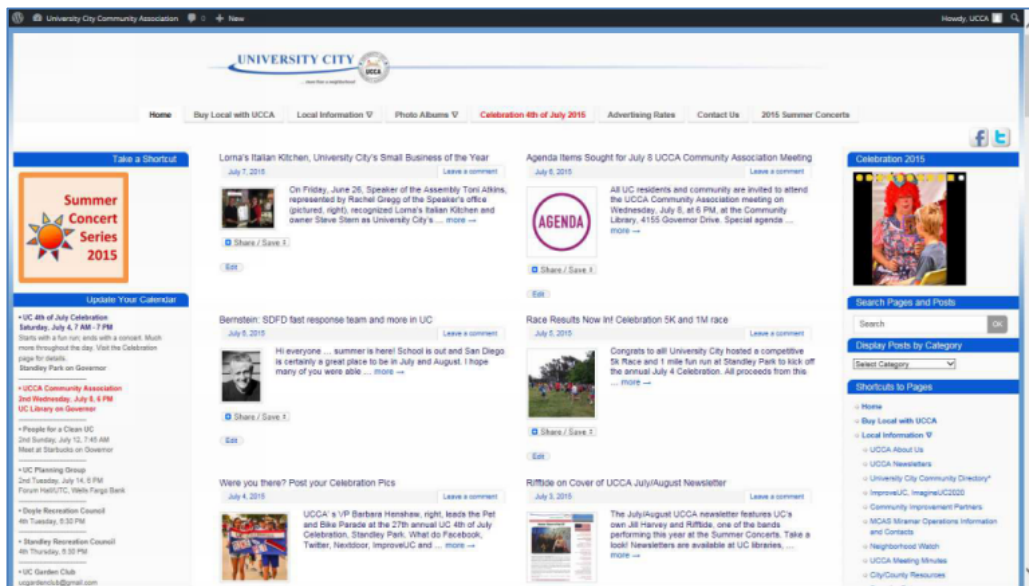 University City Community Association 0 + New
Howdy, UCCA
UNIVERSITY CITY
UCCA
... more than a neighborhood
Home Buy Local with UCCA Local Information ∇ Photo Albums ∇ Celebration 4th of July 2015 Advertising Rates Contact Us 2015 Summer Concerts
Take a Shortcut
Summer
Concert
Series
2015
Update Your Calendar
• UC 4th of July Celebration
Saturday, July 4, 7 AM - 7 PM
Starts with a fun run; ends with a concert. Much
more throughout the day. Visit the Celebration
page for details.
Standley Park on Governor
• UCCA Community Association
2nd Wednesday, July 8, 6 PM
UC Library on Governor
• People for a Clean UC
2nd Sunday, July 12, 7:45 AM
Meet at Starbucks on Governor
• UC Planning Group
2nd Tuesday, July 14, 6 PM
Forum Hall/UTC, Wells Fargo Bank
• Doyle Recreation Council
4th Tuesday, 5:30 PM
• Standley Recreation Council
4th Thursday, 5:30 PM
• UC Garden Club
ucgardenclub@gmail.com
Lorna's Italian Kitchen, University City's Small Business of the Year
July 7, 2015 Leave a comment
On Friday, June 26, Speaker of the Assembly Toni Atkins,
represented by Rachel Gregg of the Speaker's office
(pictured, right), recognized Lorna's Italian Kitchen and
owner Steve Stern as University City's ... more →
Share / Save
Edit
Agenda Items Sought for July 8 UCCA Community Association Meeting
July 6, 2015 Leave a comment
AGENDA
All UC residents and community are invited to attend
the UCCA Community Association meeting on
Wednesday, July 8, at 6 PM, at the Community
Library, 4155 Governor Drive. Special agenda ...
more →
Share / Save
Edit
Bernstein: SDFD fast response team and more in UC
July 5, 2015 Leave a comment
Hi everyone ... summer is here! School is out and San Diego
is certainly a great place to be in July and August. I hope
many of you were able ... more →
Share / Save
Edit
Race Results Now In! Celebration 5K and 1M race
July 5, 2015 Leave a comment
Congrats to all! University City hosted a competitive
5k Race and 1 mile fun run at Standley Park to kick off
the annual July 4 Celebration. All proceeds from this
... more →
Share / Save
Edit
Were you there? Post your Celebration Pics
July 4, 2015 Leave a comment
UCCA' s VP Barbara Henshaw, right, leads the Pet
and Bike Parade at the 27th annual UC 4th of July
Celebration, Standley Park. What do Facebook,
Twitter, Nextdoor, ImproveUC and ... more →
Rifftide on Cover of UCCA July/August Newsletter
July 3, 2015 Leave a comment
The July/August UCCA newsletter features UC's
own Jill Harvey and Rifftide, one of the bands
performing this year at the Summer Concerts. Take a
look! Newsletters are available at UC libraries, ...
more →
Celebration 2015
Search Pages and Posts
Search OK
Display Posts by Category
Select Category
Shortcuts to Pages
Home
Buy Local with UCCA
Local Information ∇
UCCA About Us
UCCA Newsletters
University City Community Directory*
ImproveUC, ImagineUC2020
Community Improvement Partners
MCAS Miramar Operations Information
and Contacts
Neighborhood Watch
UCCA Meeting Minutes
City/County Resources